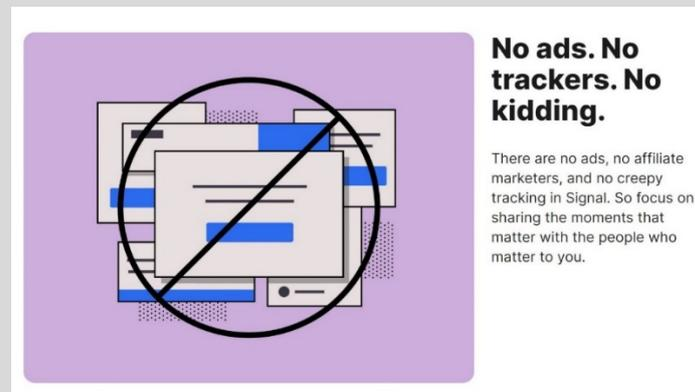 No ads. No
trackers. No
kidding.
There are no ads, no affiliate
marketers, and no creepy
tracking in Signal. So focus on
sharing the moments that
matter with the people who
matter to you.